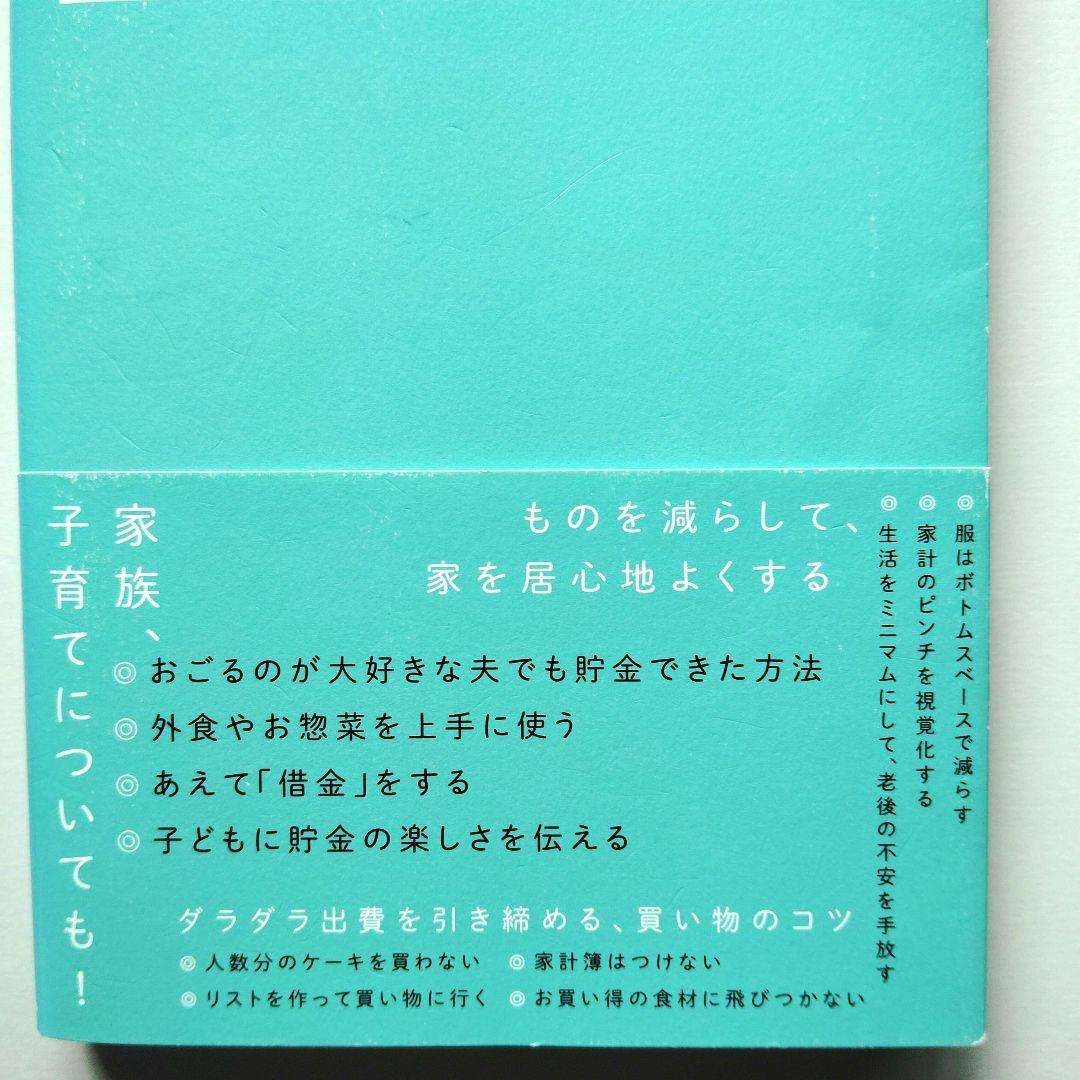 ものを減らして、
家を居心地よくする
◎服はボトムスベースで減らす
◎家計のピンチを視覚化する
◎生活をミニマムにして、老後の不安を手放す
家族、
子育てについても!
◎おごるのが大好きな夫でも貯金できた方法
◎外食やお惣菜を上手に使う
◎あえて「借金」をする
◎子どもに貯金の楽しさを伝える
ダラダラ出費を引き締める、買い物のコツ
◎人数分のケーキを買わない ◎家計簿はつけない
◎リストを作って買い物に行く ◎お買い得の食材に飛びつかない